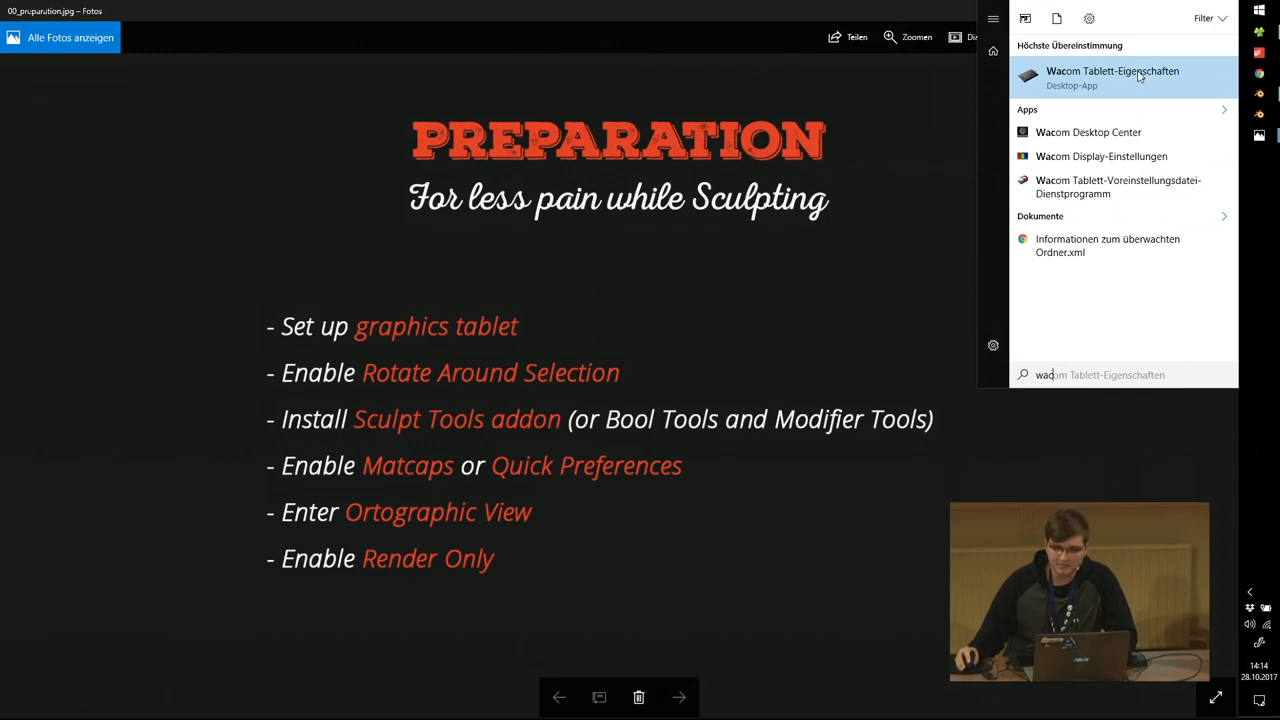 00_preparation.jpg – Fotos
Alle Fotos anzeigen
Teilen
Zoomen
PREPARATION
For less pain while Sculpting
- Set up graphics tablet
- Enable Rotate Around Selection
- Install Sculpt Tools addon (or Bool Tools and Modifier Tools)
- Enable Matcaps or Quick Preferences
- Enter Ortographic View
- Enable Render Only
Filter
Höchste Übereinstimmung
Wacom Tablett-Eigenschaften
Desktop-App
Apps
Wacom Desktop Center
Wacom Display-Einstellungen
Wacom Tablett-Voreinstellungsdatei-
Dienstprogramm
Dokumente
Informationen zum überwachten
Ordner.xml
wacom Tablett-Eigenschaften
14:14
28.10.2017